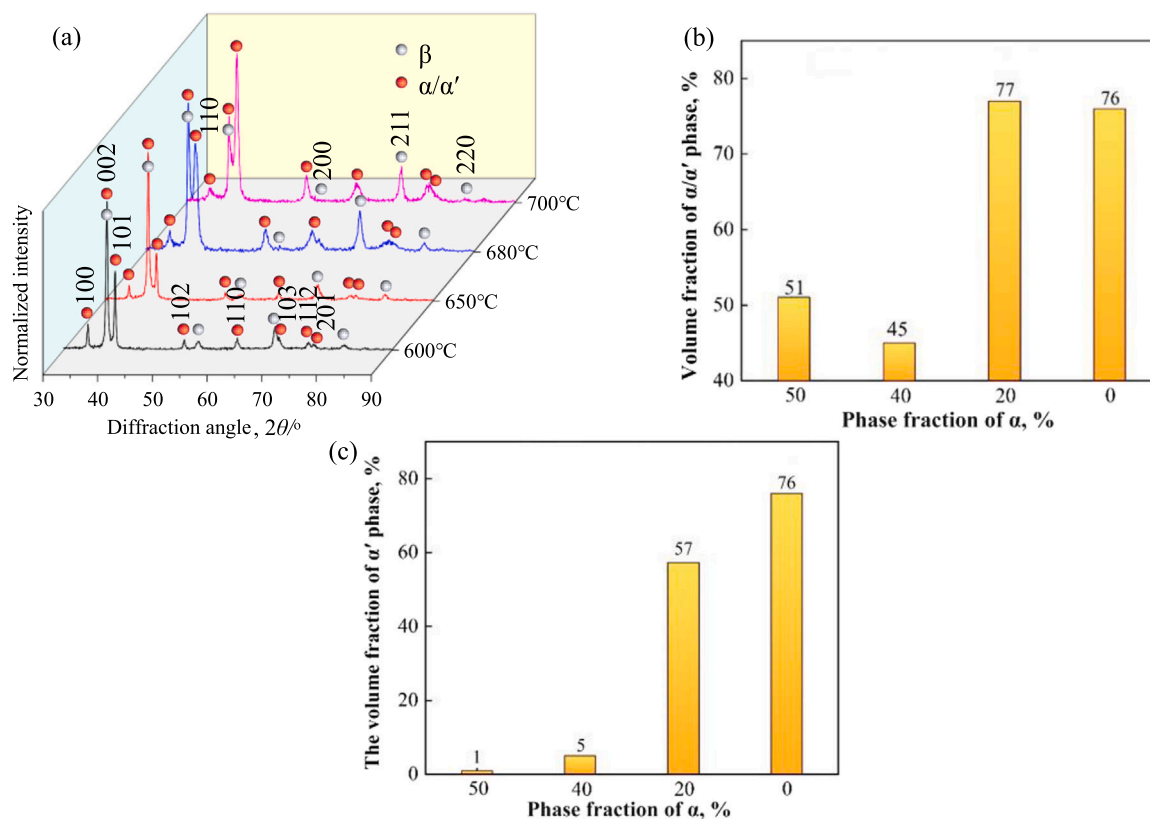 (a)
β
α/α′
002
101
100
110
200
211
220
102
110
103
112
201
700℃
680℃
650℃
600℃
Normalized intensity
30 40 50 60 70 80 90
Diffraction angle, 2θ/°
(b)
Volume fraction of α/α′ phase, %
80
70
60
50
40
51
45
77
76
50 40 20 0
Phase fraction of α, %
(c)
The volume fraction of α′ phase, %
80
60
40
20
0
1
5
57
76
50 40 20 0
Phase fraction of α, %